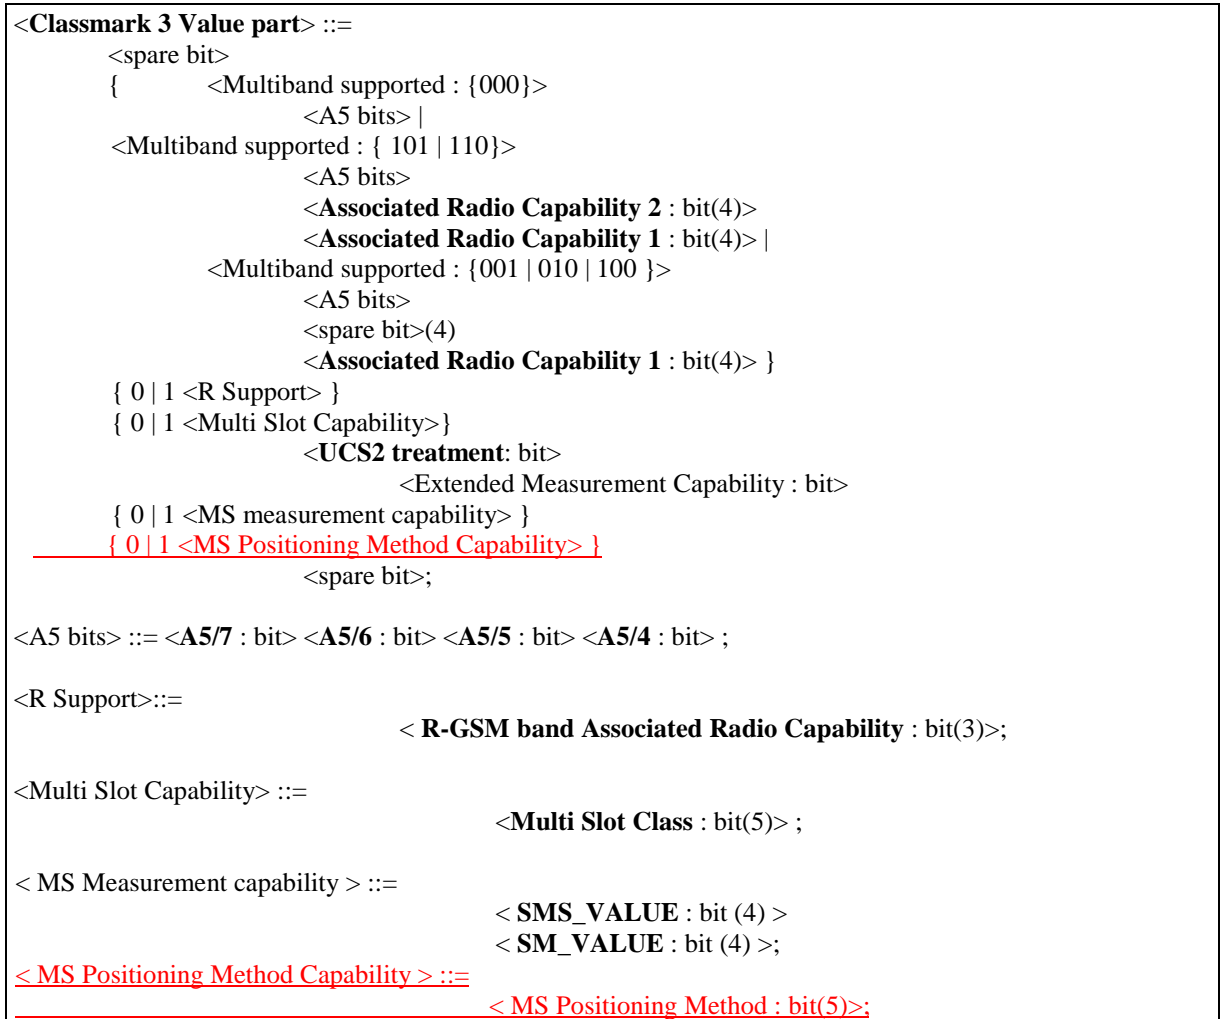 <Classmark 3 Value part> ::=
<spare bit>
{ <Multiband supported : {000}>
<A5 bits> |
<Multiband supported : { 101 | 110}>
<A5 bits>
<Associated Radio Capability 2 : bit(4)>
<Associated Radio Capability 1 : bit(4)> |
<Multiband supported : {001 | 010 | 100 }>
<A5 bits>
<spare bit>(4)
<Associated Radio Capability 1 : bit(4)> }
{ 0 | 1 <R Support> }
{ 0 | 1 <Multi Slot Capability>}
<UCS2 treatment: bit>
<Extended Measurement Capability : bit>
{ 0 | 1 <MS measurement capability> }
{ 0 | 1 <MS Positioning Method Capability> }
<spare bit>;
<A5 bits> ::= <A5/7 : bit> <A5/6 : bit> <A5/5 : bit> <A5/4 : bit> ;
<R Support>::=
< R-GSM band Associated Radio Capability : bit(3)>;
<Multi Slot Capability> ::=
<Multi Slot Class : bit(5)> ;
< MS Measurement capability > ::=
< SMS_VALUE : bit (4) >
< SM_VALUE : bit (4) >;
< MS Positioning Method Capability > ::=
< MS Positioning Method : bit(5)>;